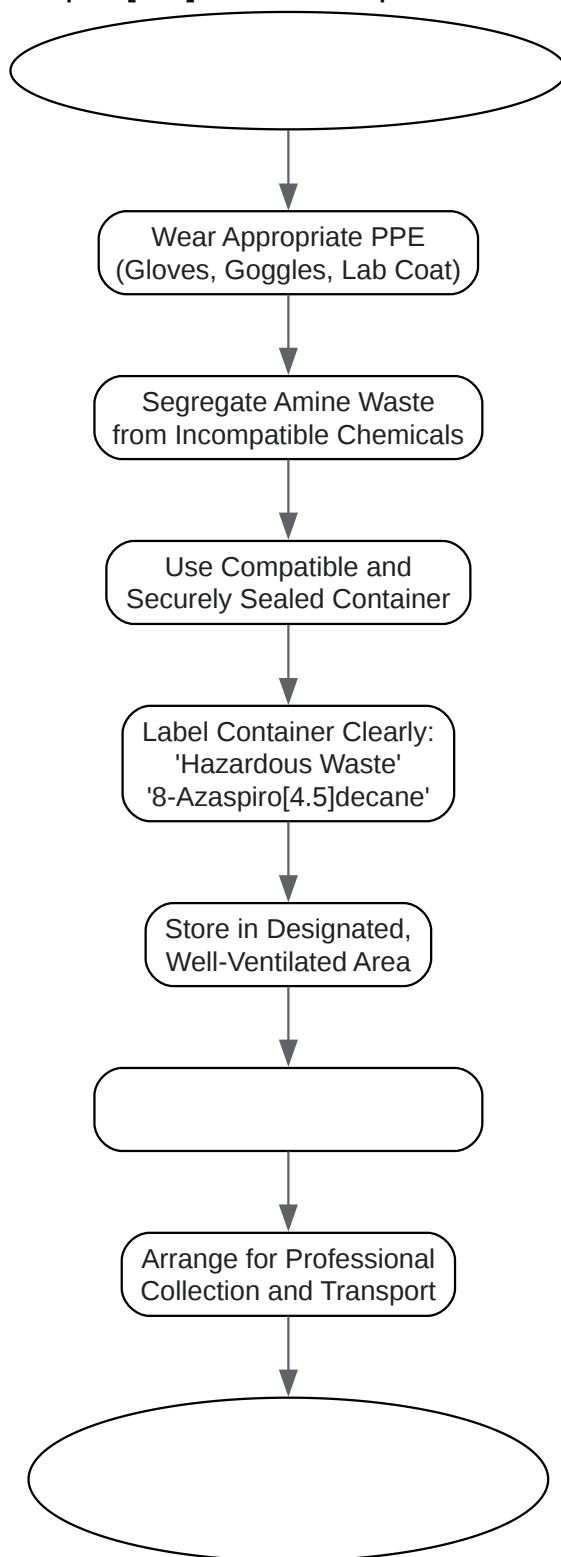 Wear Appropriate PPE
(Gloves, Goggles, Lab Coat)
Segregate Amine Waste
from Incompatible Chemicals
Use Compatible and
Securely Sealed Container
Label Container Clearly:
'Hazardous Waste'
'8-Azaspiro[4.5]decane'
Store in Designated,
Well-Ventilated Area
Arrange for Professional
Collection and Transport